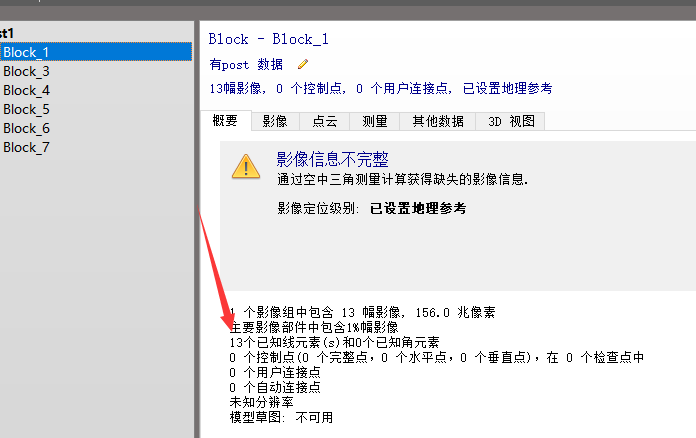 st1
Block_1
Block_3
Block_4
Block_5
Block_6
Block_7
Block - Block_1
有post 数据
13幅影像, 0 个控制点, 0 个用户连接点, 已设置地理参考
概要 影像 点云 测量 其他数据 3D 视图
影像信息不完整
通过空中三角测量计算获得缺失的影像信息.
影像定位级别: 已设置地理参考
1 个影像组中包含 13 幅影像, 156.0 兆像素
主要影像部件中包含1%幅影像
13个已知线元素(s)和0个已知角元素
0 个控制点(0 个完整点,0 个水平点,0 个垂直点), 在 0 个检查点中
0 个用户连接点
0 个自动连接点
未知分辨率
模型草图: 不可用